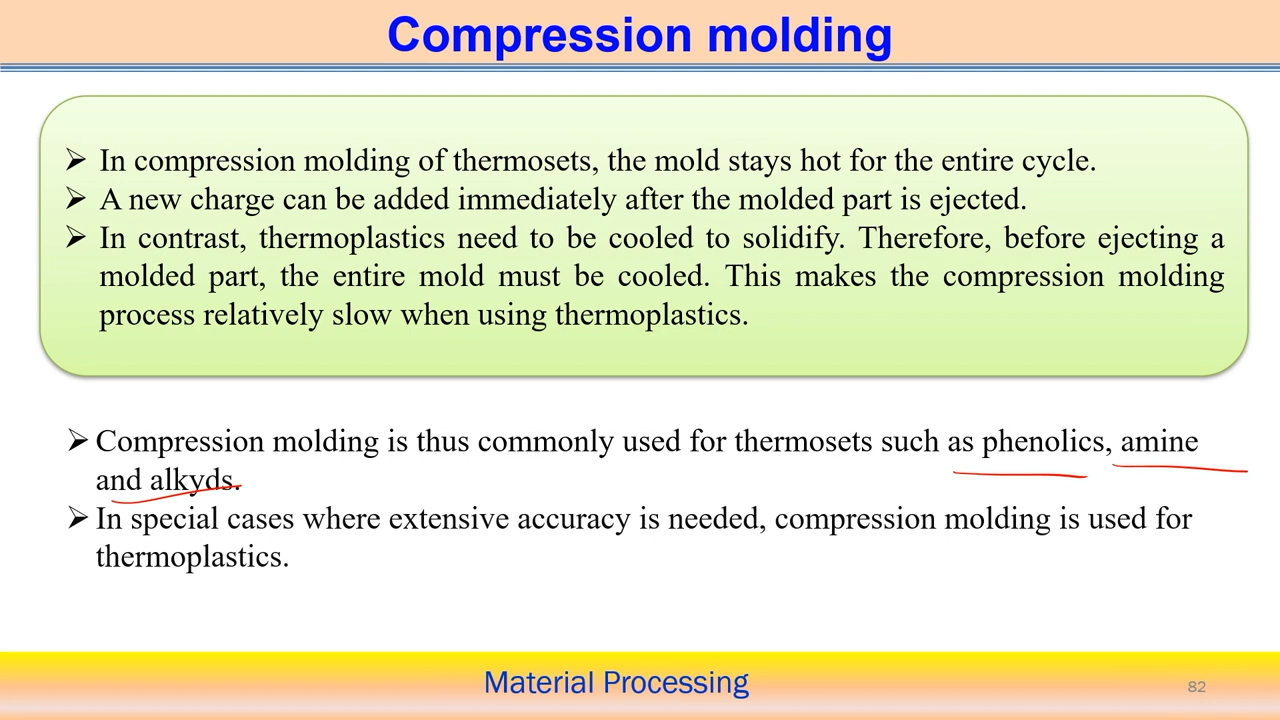 Compression molding
➢ In compression molding of thermosets, the mold stays hot for the entire cycle.
➢ A new charge can be added immediately after the molded part is ejected.
➢ In contrast, thermoplastics need to be cooled to solidify. Therefore, before ejecting a
molded part, the entire mold must be cooled. This makes the compression molding
process relatively slow when using thermoplastics.
➢ Compression molding is thus commonly used for thermosets such as phenolics, amine
and alkyds.
➢ In special cases where extensive accuracy is needed, compression molding is used for
thermoplastics.
Material Processing
82